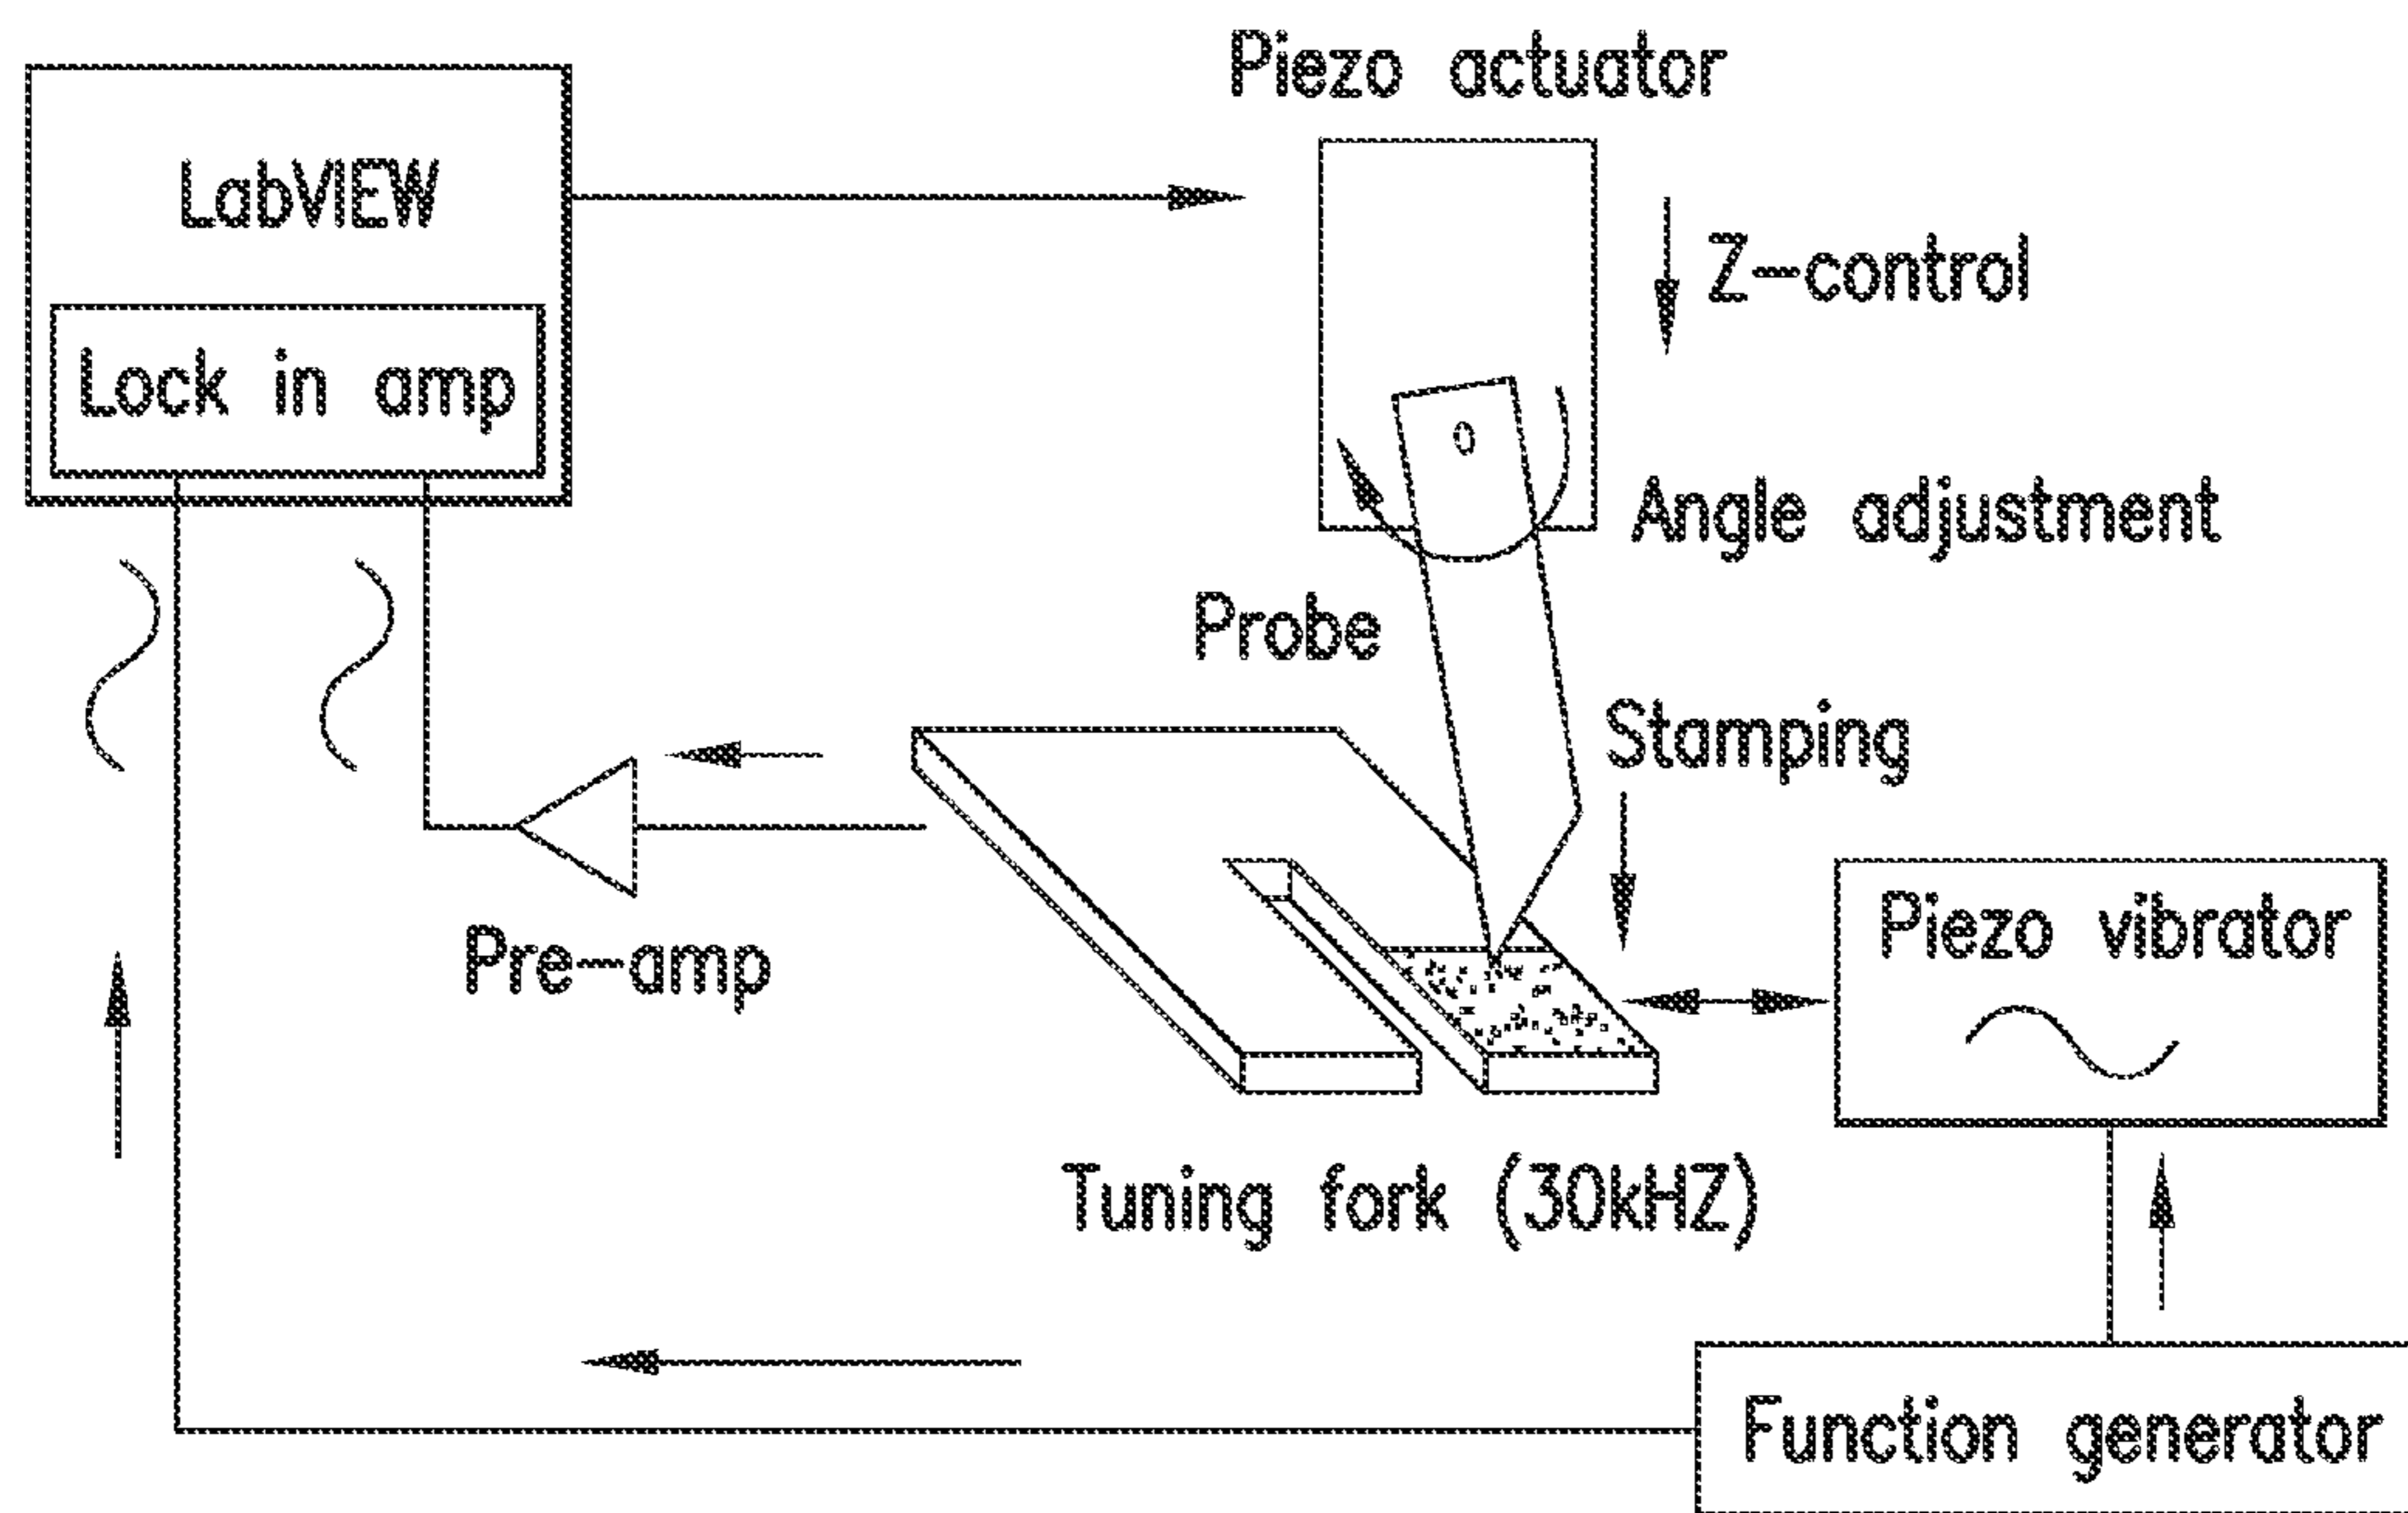 Piezo actuator
LabVIEW
Z-control
Lock in amp
Angle adjustment
Probe
Stamping
Pre-amp
Piezo vibrator
Tuning fork (30kHZ)
Function generator